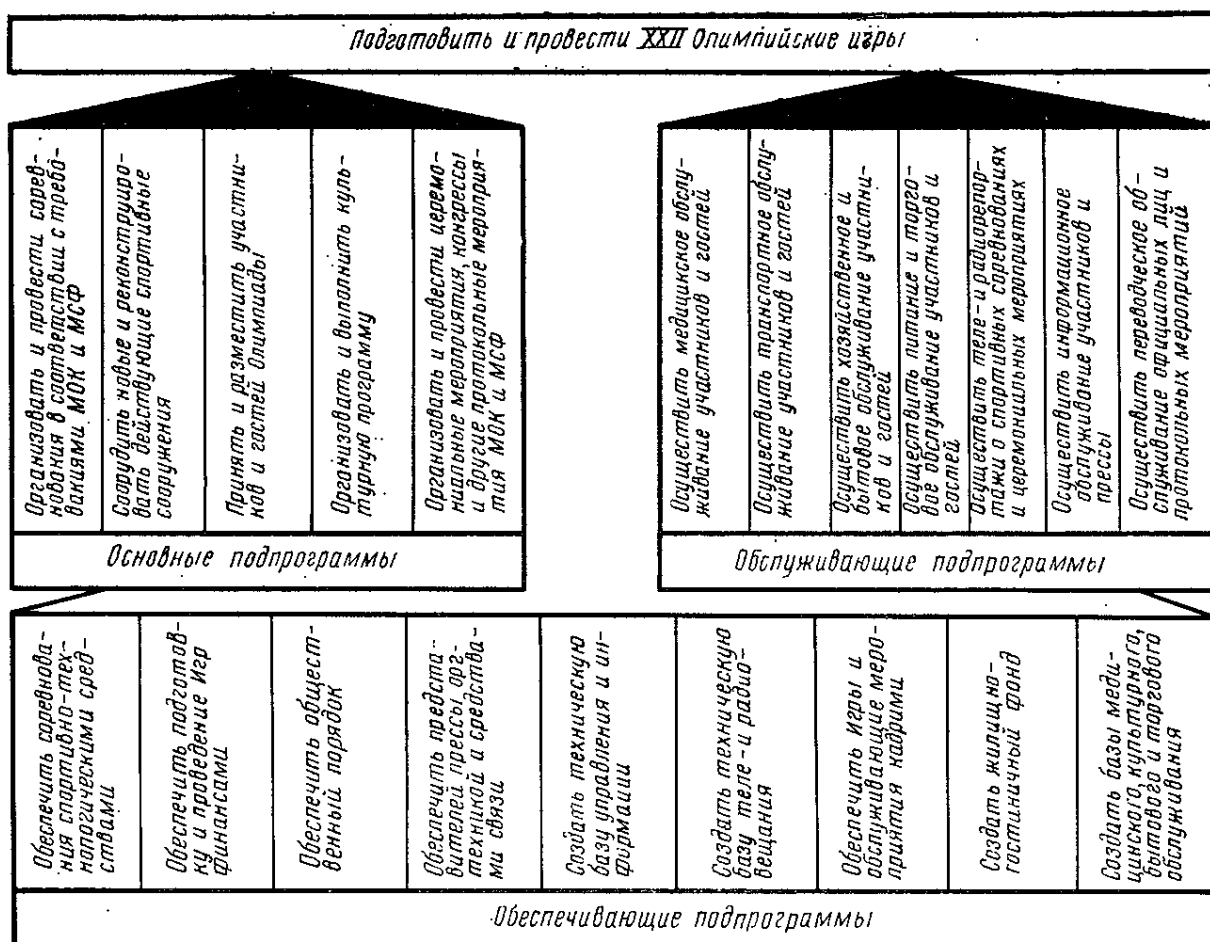 Подготовить и провести XXII Олимпийские игры
Организовать и провести сорев-
нования в соответствии с требо-
ваниями МОК и МСФ
Соорудить новые и реконструиро-
вать действующие спортивные
сооружения
Принять и разместить участни-
ков и гостей Олимпиады
Организовать и выполнить куль-
турную программу
Организовать и провести церемо-
ниальные мероприятия, конгрессы
и другие протокольные мероприя-
тия МОК и МСФ
Основные подпрограммы
Осуществить медицинское обслу-
живание участников и гостей
Осуществить транспортное обслу-
живание участников и гостей
Осуществить хозяйственное и
бытовое обслуживание участни-
ков и гостей
Осуществить питание и торго-
вое обслуживание участников и
гостей
Осуществить теле-и радиорепор-
тажи о спортивных соревнованиях
и церемониальных мероприятиях
Осуществить информационное
обслуживание участников и
прессы
Осуществить переводческое об-
служивание официальных лиц и
протокольных мероприятий
Обслуживающие подпрограммы
Обеспечить соревнова-
ния спортивно-тех-
нологическими сред-
ствами
Обеспечить подготов-
ку и проведение Игр
финансами
Обеспечить общест-
венный порядок
Обеспечить предста-
вителей прессы орг-
техникой и средства-
ми связи
Создать техническую
базу управления и ин-
формации
Создать техническую
базу теле-и радио-
вещания
Обеспечить Игры и
обслуживающие меро-
приятия кадрами
Создать жилищно-
гостиничный фонд
Создать базы меди-
цинского, культурного,
бытового и торгового
обслуживания
Обеспечивающие подпрограммы